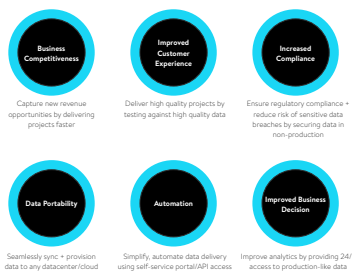 Business
Competitiveness
Improved
Customer
Experience
Increased
Compliance
Capture new revenue
opportunities by delivering
projects faster
Deliver high quality projects by
testing against high quality data
Ensure regulatory compliance +
reduce risk of sensitive data
breaches by securing data in
non-production
Data Portability
Automation
Improved Business
Decision
Seamlessly sync + provision
data to any datacenter/cloud
Simplify, automate data delivery
using self-service portal/API access
Improve analytics by providing 24/
access to production-like data